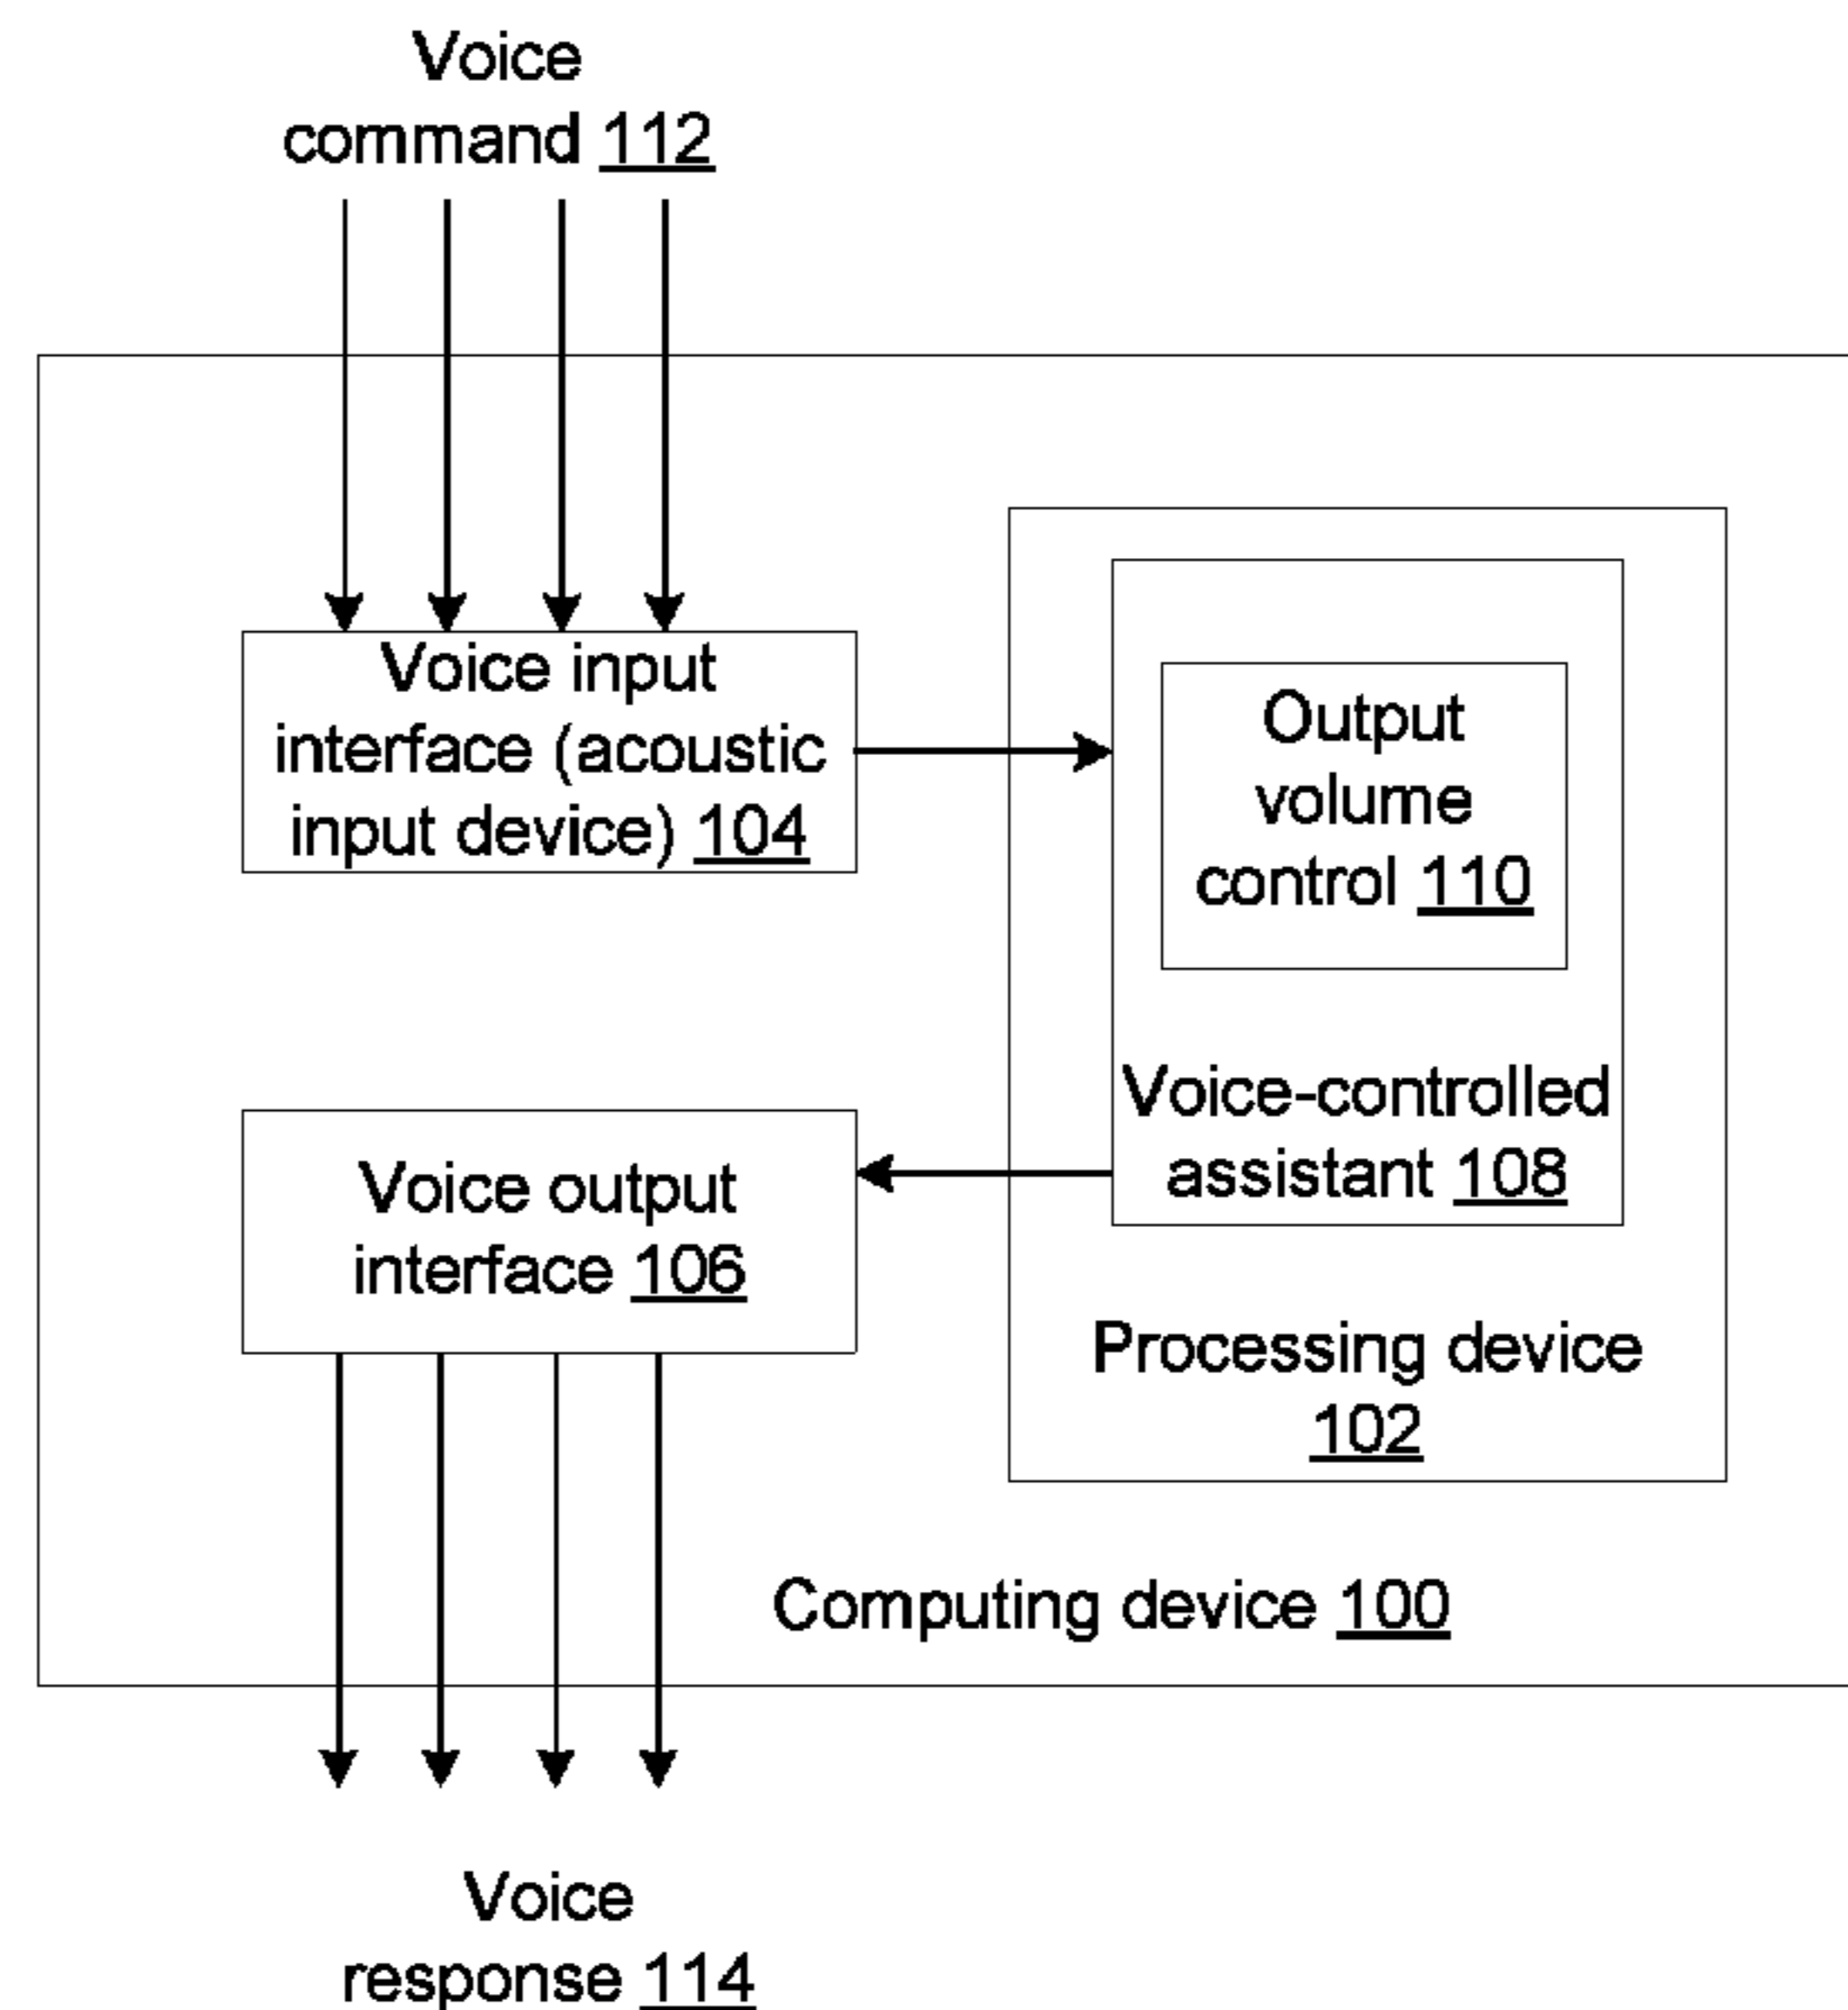 Voice
command 112
Voice input
interface (acoustic
input device) 104
Output
volume
control 110
Voice-controlled
assistant 108
Voice output
interface 106
Processing device
102
Computing device 100
Voice
response 114